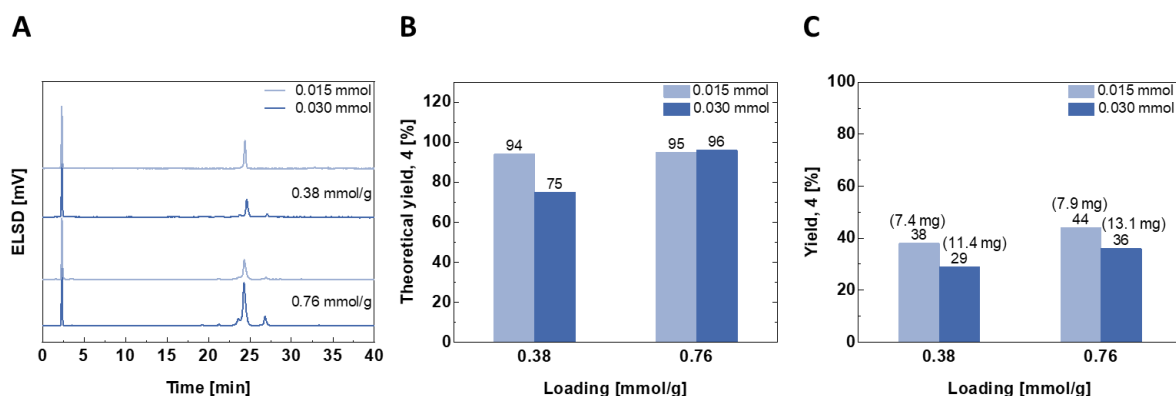 A
0.015 mmol
0.030 mmol
0.38 mmol/g
0.76 mmol/g
ELSD [mV]
0 5 10 15 20 25 30 35 40
Time [min]
B
0.015 mmol
0.030 mmol
120
100
80
60
40
20
0
94
75
95
96
Theoretical yield, 4 [%]
0.38 0.76
Loading [mmol/g]
C
0.015 mmol
0.030 mmol
100
80
60
40
20
0
(7.4 mg)
38
(11.4 mg)
29
(7.9 mg)
44
(13.1 mg)
36
Yield, 4 [%]
0.38 0.76
Loading [mmol/g]